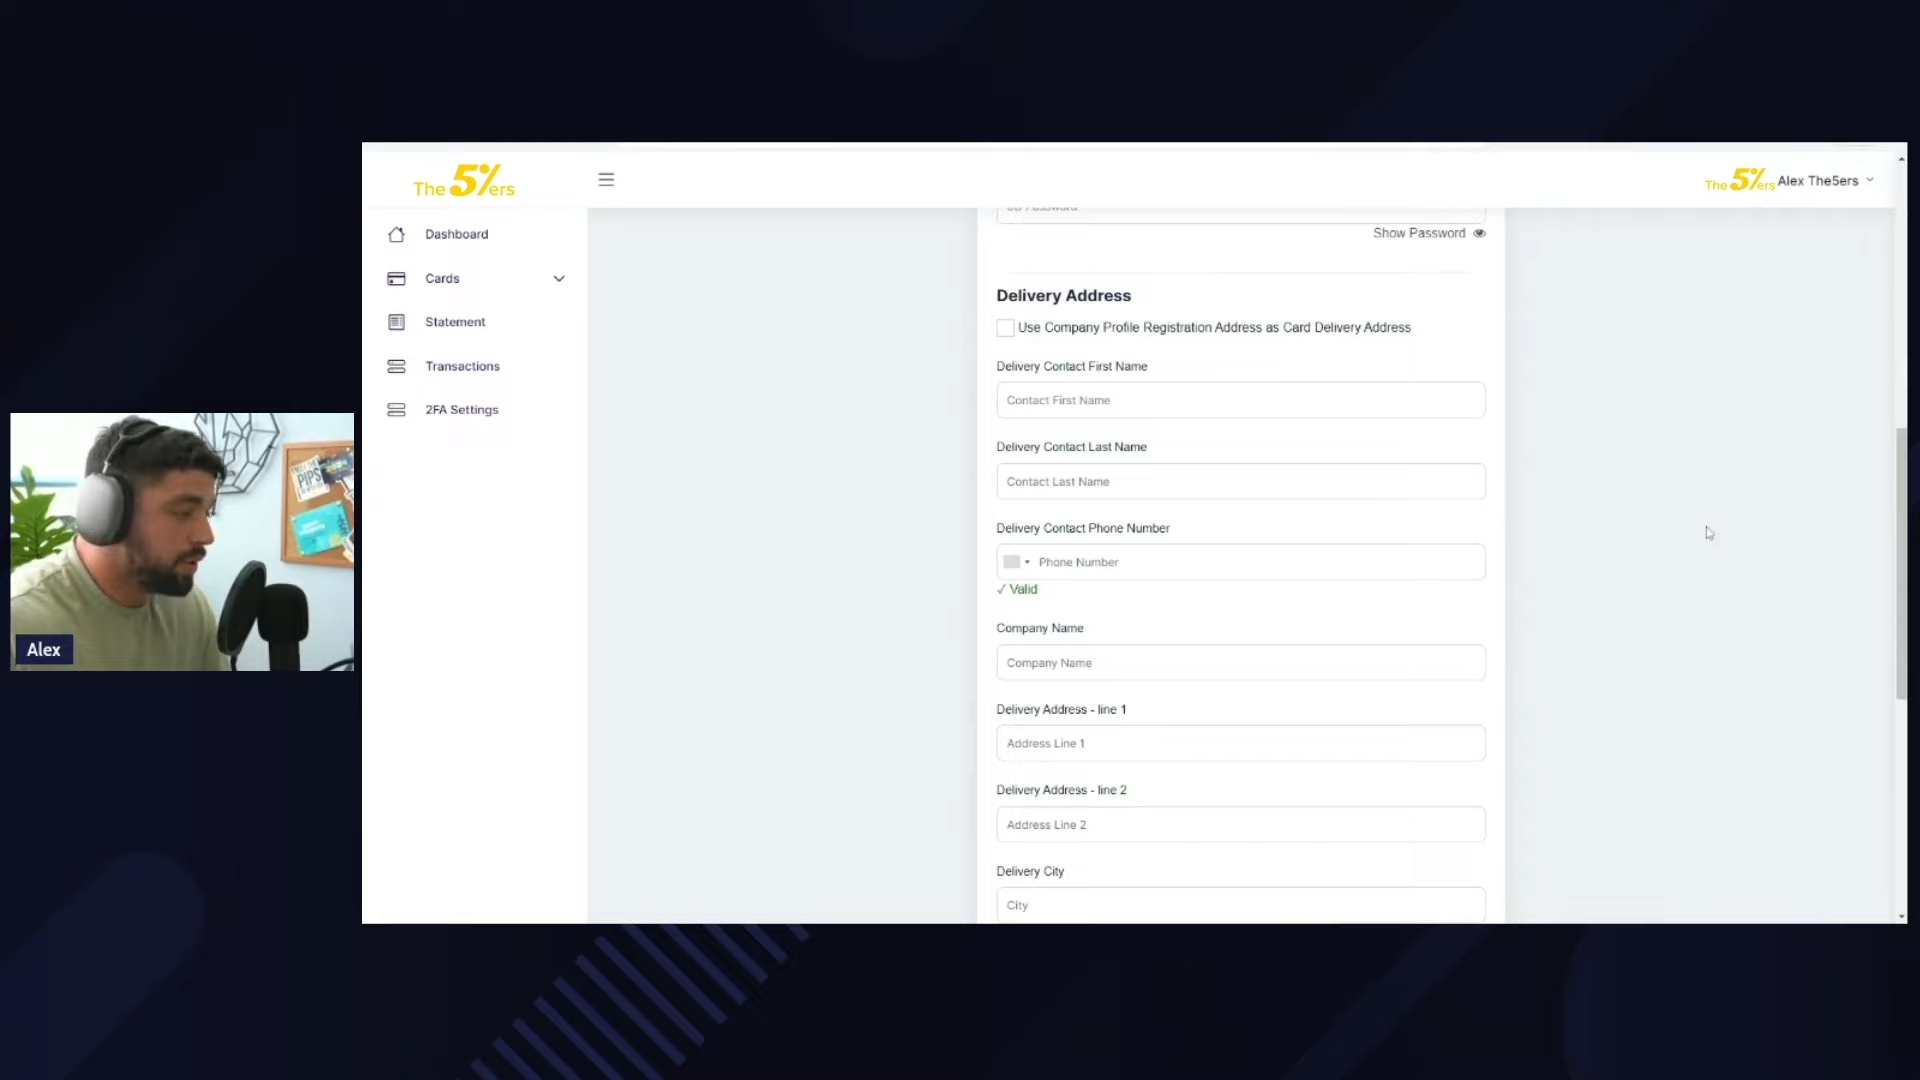 The 5%ers
The 5%ers Alex The5ers
Dashboard
Cards
Statement
Transactions
2FA Settings
Show Password
Delivery Address
Use Company Profile Registration Address as Card Delivery Address
Delivery Contact First Name
Contact First Name
Delivery Contact Last Name
Contact Last Name
Delivery Contact Phone Number
Phone Number
✓ Valid
Company Name
Company Name
Delivery Address - line 1
Address Line 1
Delivery Address - line 2
Address Line 2
Delivery City
City
PIPS
Alex